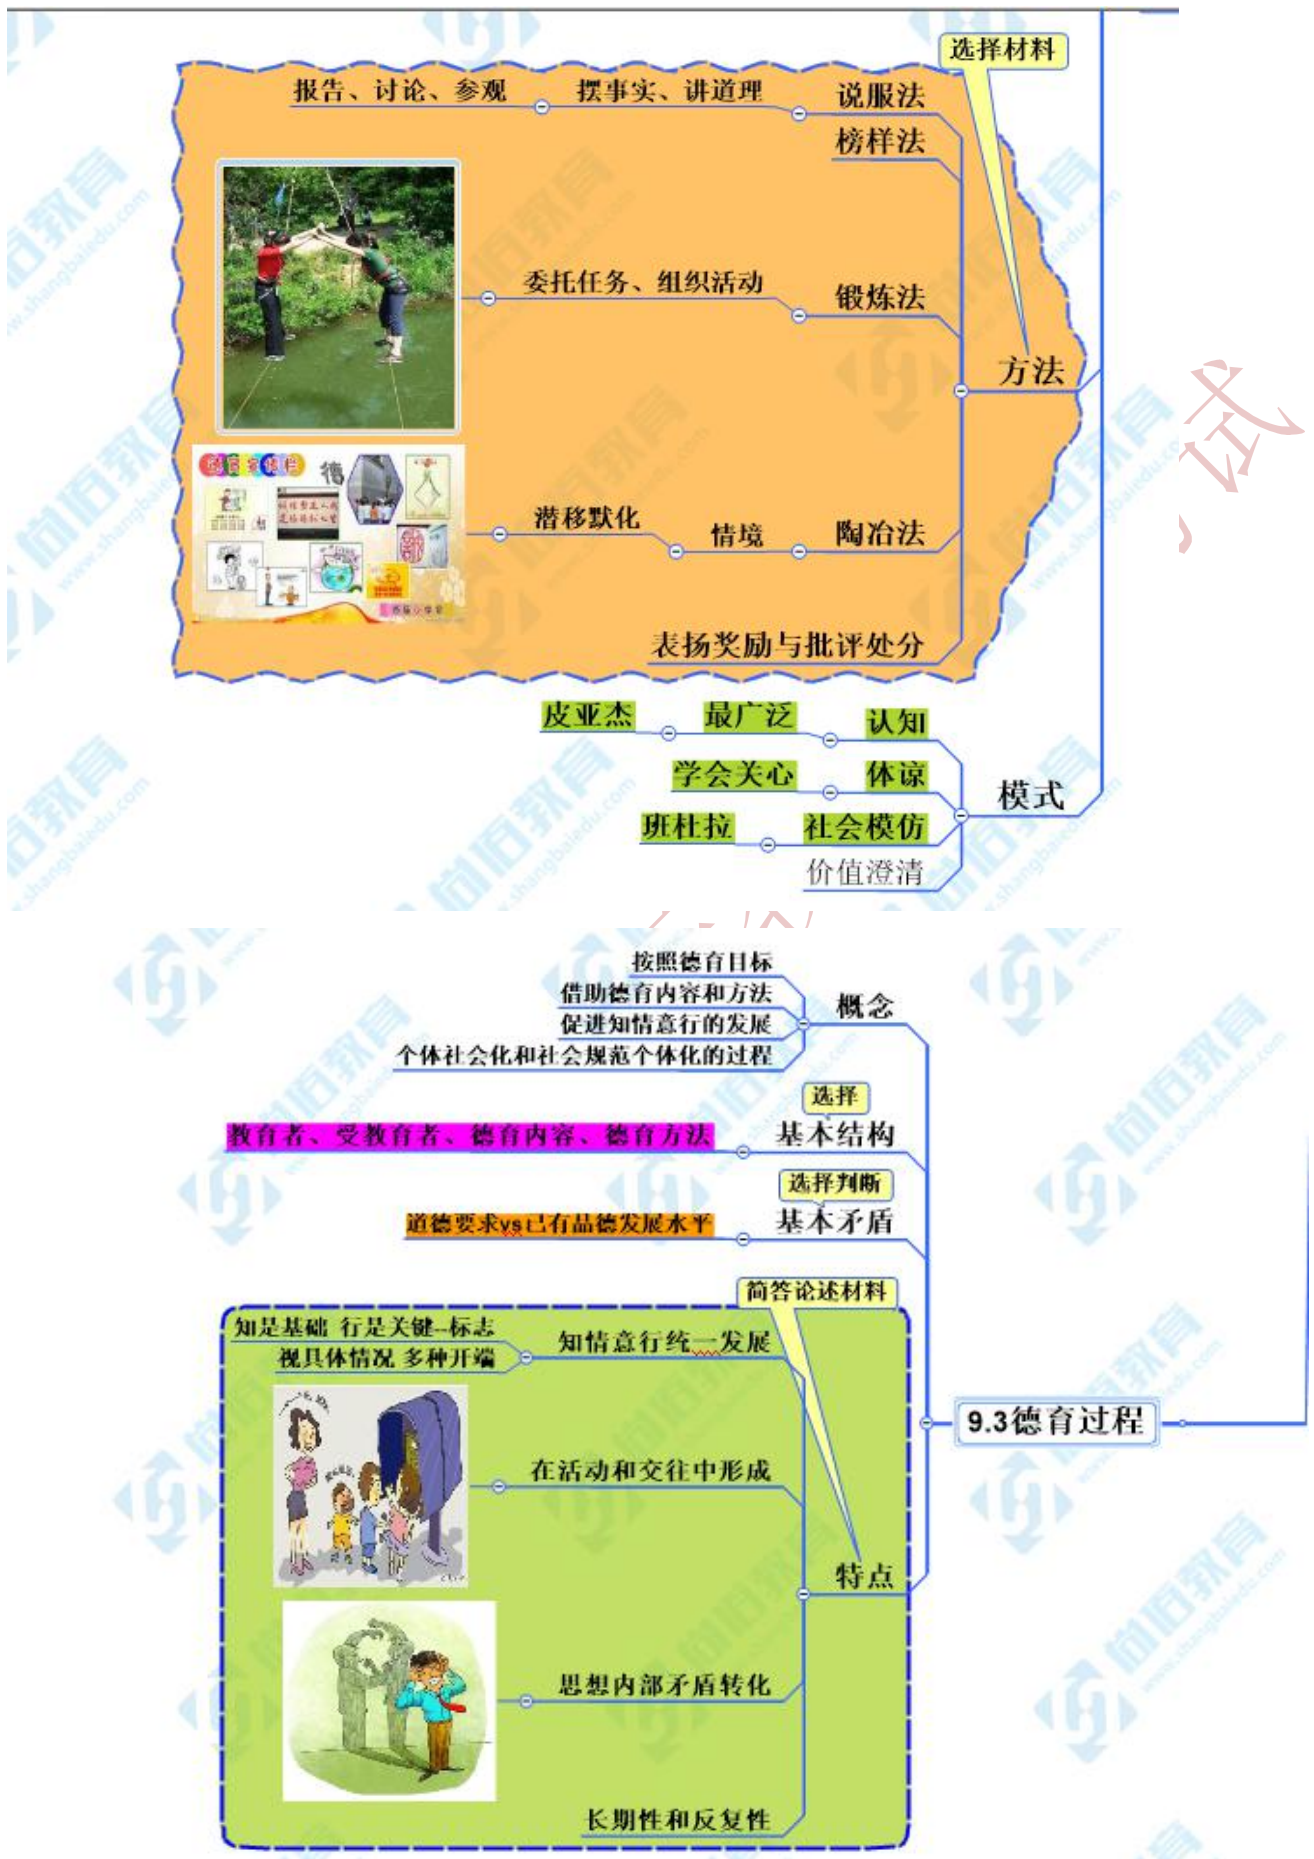 选择材料
报告、讨论、参观
摆事实、讲道理
说服法
榜样法
委托任务、组织活动
锻炼法
方法
试
潜移默化
情境
陶冶法
表扬奖励与批评处分
皮亚杰
最广泛
认知
学会关心
体谅
模式
班杜拉
社会模仿
价值澄清
按照德育目标
借助德育内容和方法
概念
促进知情意行的发展
个体社会化和社会规范个体化的过程
选择
教育者、受教育者、德育内容、德育方法
基本结构
选择判断
道德要求vs已有品德发展水平
基本矛盾
简答论述材料
知是基础 行是关键--标志
知情意行统一发展
视具体情况 多种开端
9.3德育过程
在活动和交往中形成
特点
思想内部矛盾转化
长期性和反复性
尚佰教育
www.shangbaiedu.com